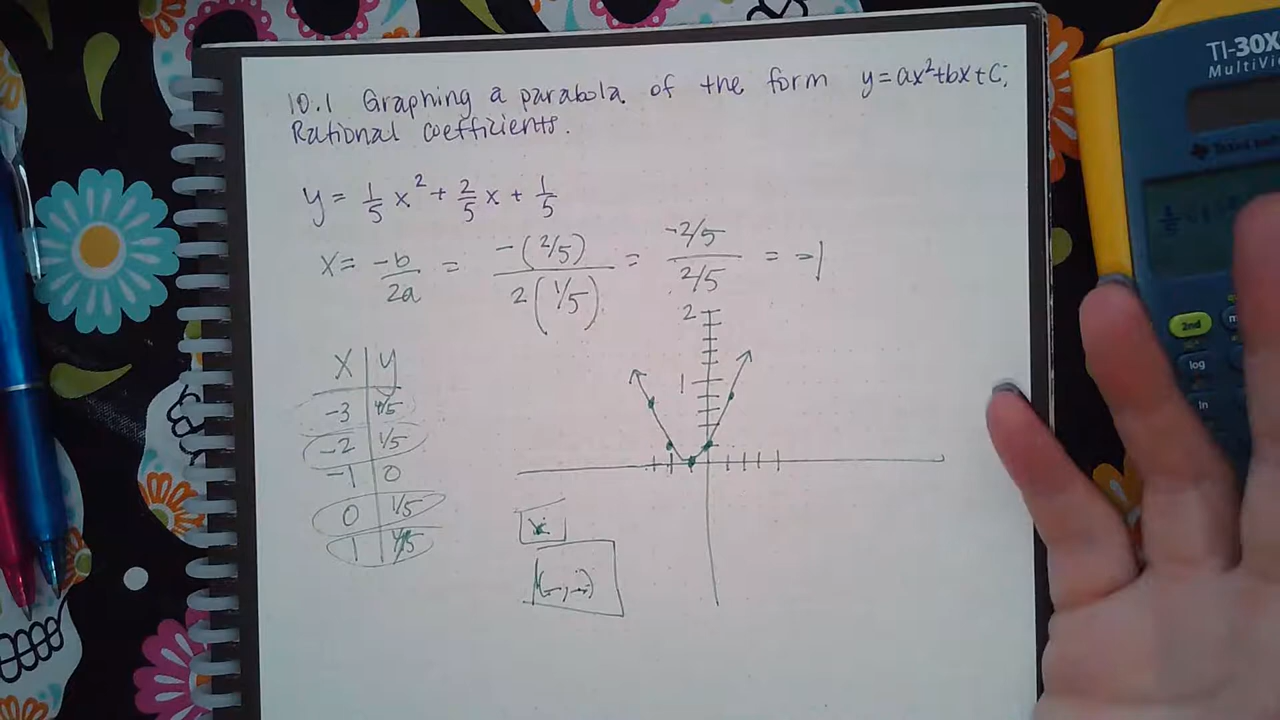 10.1 Graphing a parabola of the form y=ax²+bx+c;
Rational coefficients.
y = 1/5 x² + 2/5 x + 1/5
x = -b/2a = -(2/5)/2(1/5) = -2/5 / 2/5 = -1
2
1
x | y
-3 | 4/5
-2 | 1/5
-1 | 0
0 | 1/5
1 | 4/5
TI-30X
MultiView
2nd
log
ln